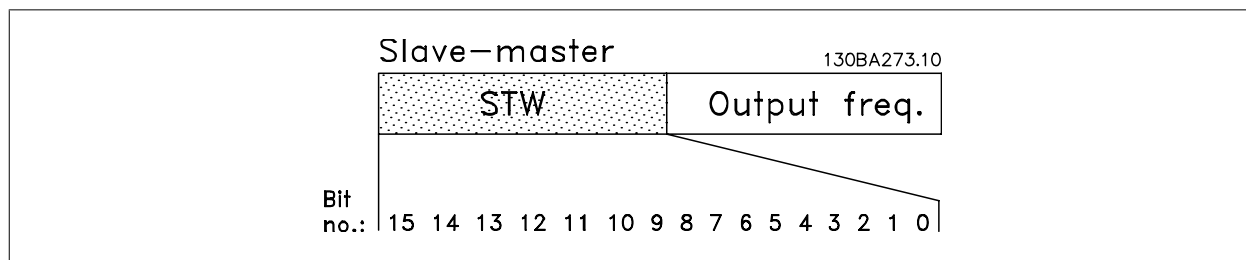 Slave-master
130BA273.10
STW
Output freq.
Bit
no.: 15 14 13 12 11 10 9 8 7 6 5 4 3 2 1 0